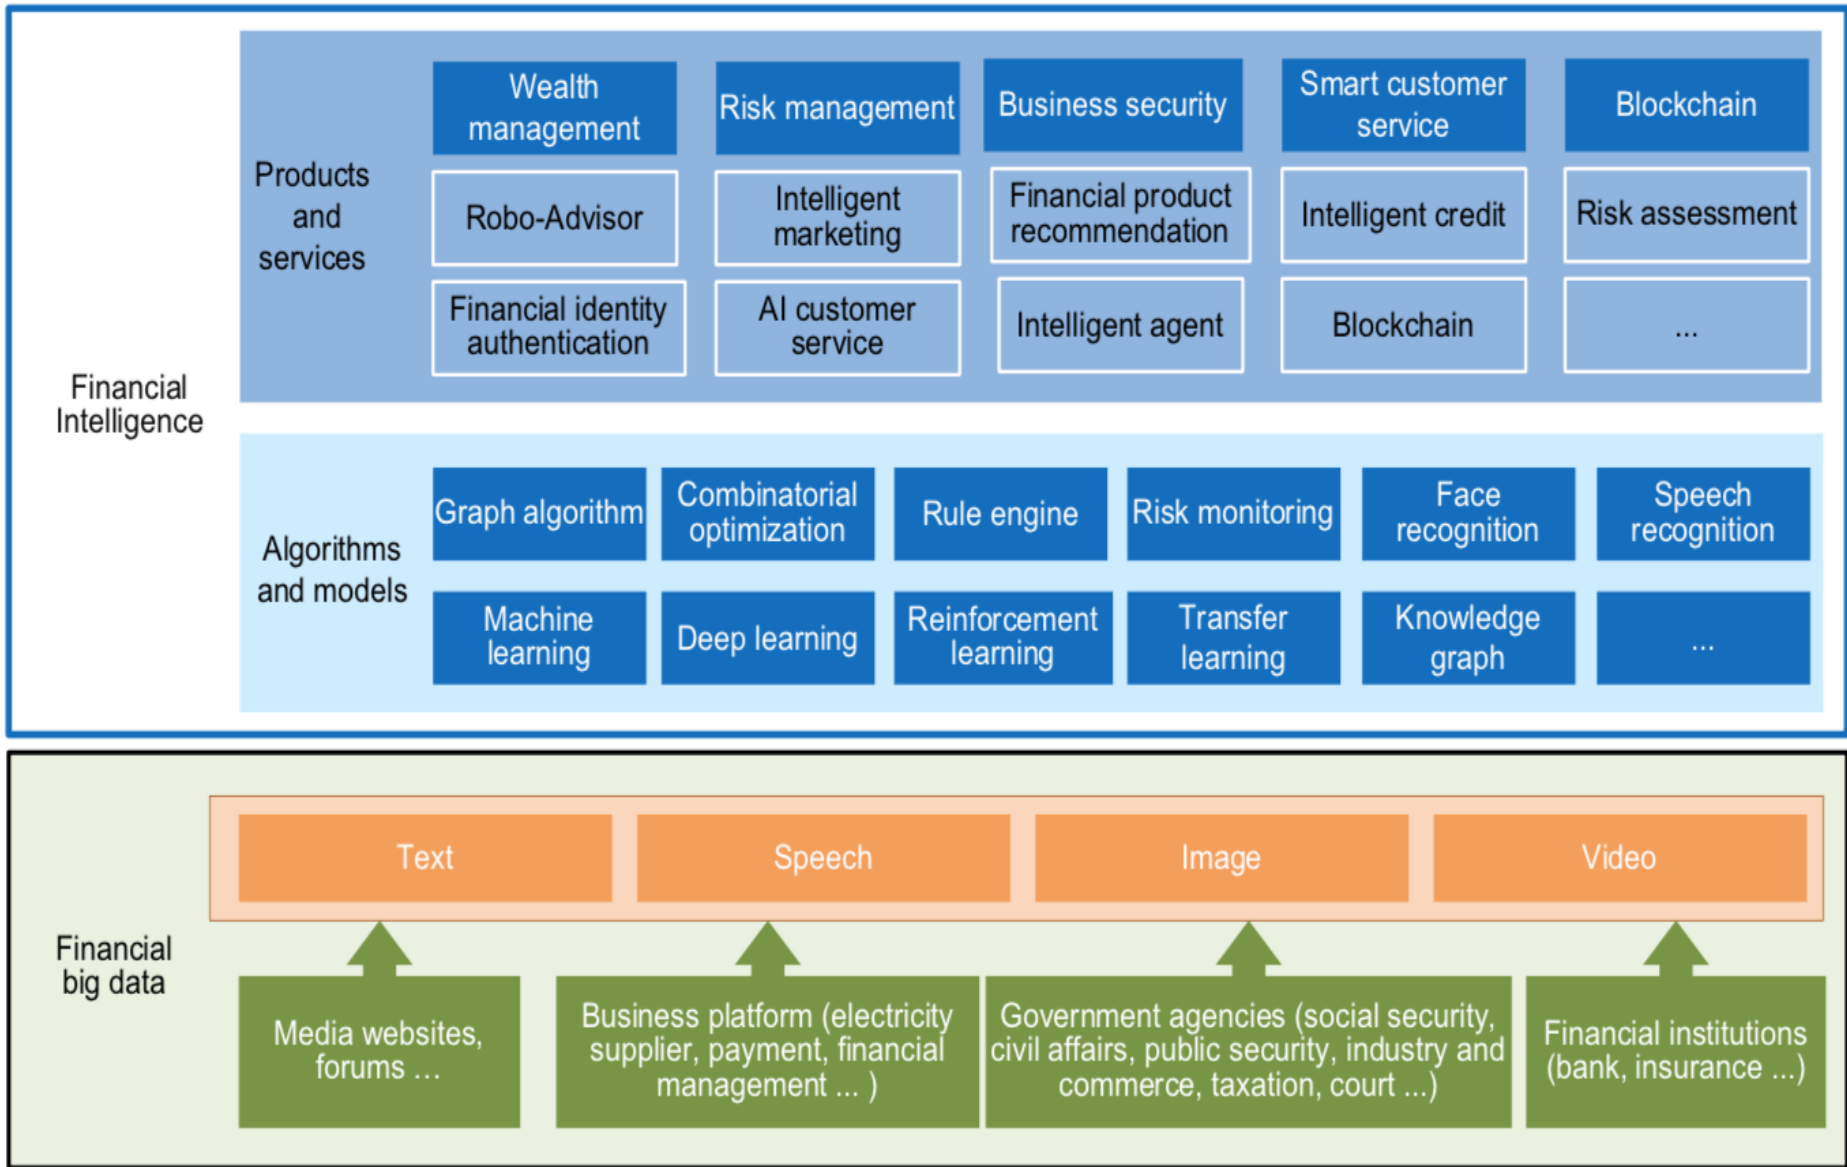 Financial
Intelligence
Products
and
services
Wealth
management
Risk management
Business security
Smart customer
service
Blockchain
Robo-Advisor
Intelligent
marketing
Financial product
recommendation
Intelligent credit
Risk assessment
Financial identity
authentication
AI customer
service
Intelligent agent
Blockchain
...
Algorithms
and models
Graph algorithm
Combinatorial
optimization
Rule engine
Risk monitoring
Face
recognition
Speech
recognition
Machine
learning
Deep learning
Reinforcement
learning
Transfer
learning
Knowledge
graph
...
Financial
big data
Text
Speech
Image
Video
Media websites,
forums ...
Business platform (electricity
supplier, payment, financial
management ... )
Government agencies (social security,
civil affairs, public security, industry and
commerce, taxation, court ...)
Financial institutions
(bank, insurance ...)